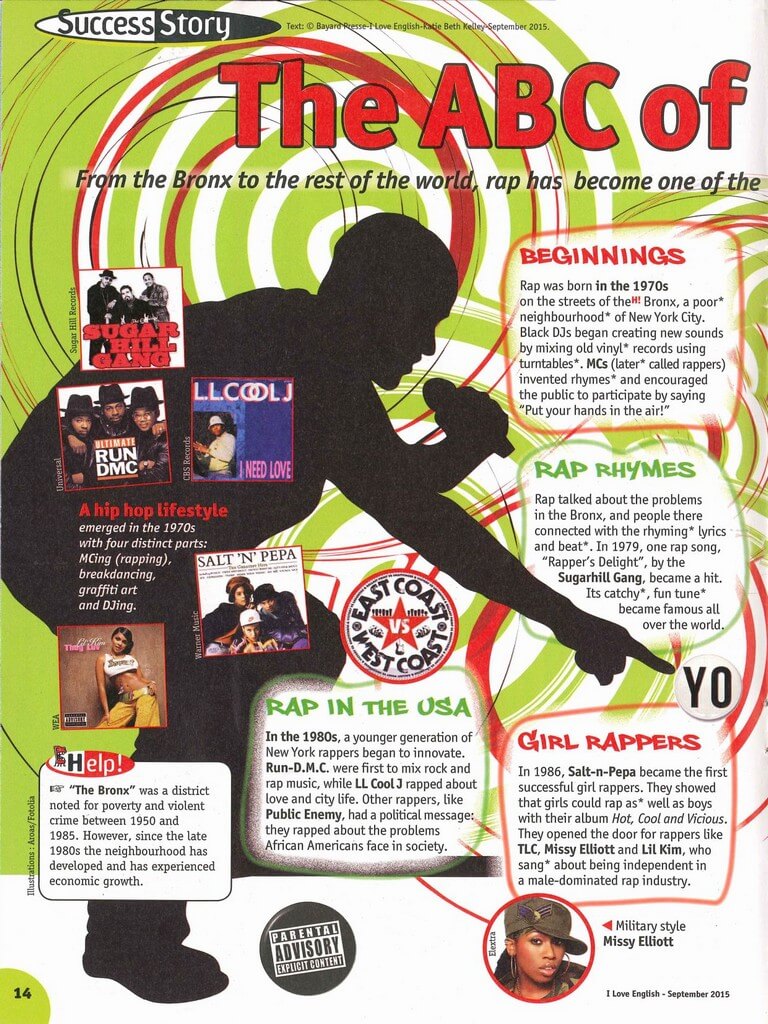 Success Story
Text: © Bayard Presse-I Love English-Katie Beth Kelley-September 2015.
The ABC of
From the Bronx to the rest of the world, rap has become one of the
BEGINNINGS
Rap was born in the 1970s
on the streets of the H! Bronx, a poor*
neighbourhood* of New York City.
Black DJs began creating new sounds
by mixing old vinyl* records using
turntables*. MCs (later* called rappers)
invented rhymes* and encouraged
the public to participate by saying
“Put your hands in the air!”
Sugar Hill Records
SUGAR
HILL
GANG
Universal
ULTIMATE
RUN
DMC
CBS Records
L.L. COOL J
I NEED LOVE
RAP RHYMES
Rap talked about the problems
in the Bronx, and people there
connected with the rhyming* lyrics
and beat*. In 1979, one rap song,
“Rapper’s Delight”, by the
Sugarhill Gang, became a hit.
Its catchy*, fun tune*
became famous all
over the world.
A hip hop lifestyle
emerged in the 1970s
with four distinct parts:
MCing (rapping),
breakdancing,
graffiti art
and DJing.
Warner Music
SALT 'N' PEPA
EAST COAST
VS
WEST COAST
WEA
YO
RAP IN THE USA
In the 1980s, a younger generation of
New York rappers began to innovate.
Run-D.M.C. were first to mix rock and
rap music, while LL Cool J rapped about
love and city life. Other rappers, like
Public Enemy, had a political message:
they rapped about the problems
African Americans face in society.
GIRL RAPPERS
In 1986, Salt-n-Pepa became the first
successful girl rappers. They showed
that girls could rap as* well as boys
with their album Hot, Cool and Vicious.
They opened the door for rappers like
TLC, Missy Elliott and Lil Kim, who
sang* about being independent in
a male-dominated rap industry.
Help!
☞ “The Bronx” was a district
noted for poverty and violent
crime between 1950 and
1985. However, since the late
1980s the neighbourhood has
developed and has experienced
economic growth.
Illustrations : Aroas/Fotolia
PARENTAL
ADVISORY
EXPLICIT CONTENT
Elextra
◀ Military style
Missy Elliott
14
I Love English - September 2015